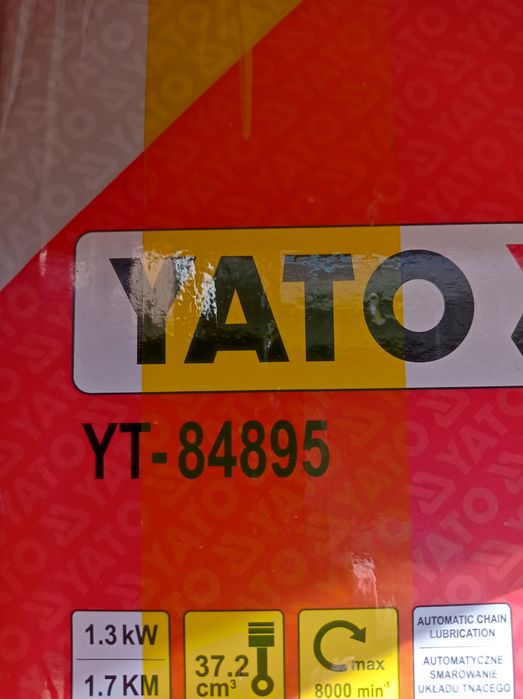 YATO
YT-84895
1.3 kW
1.7 KM
37.2
cm³
max
8000 min⁻¹
AUTOMATIC CHAIN
LUBRICATION
AUTOMATYCZNE
SMAROWANIE
UKŁADU TNĄCEGO